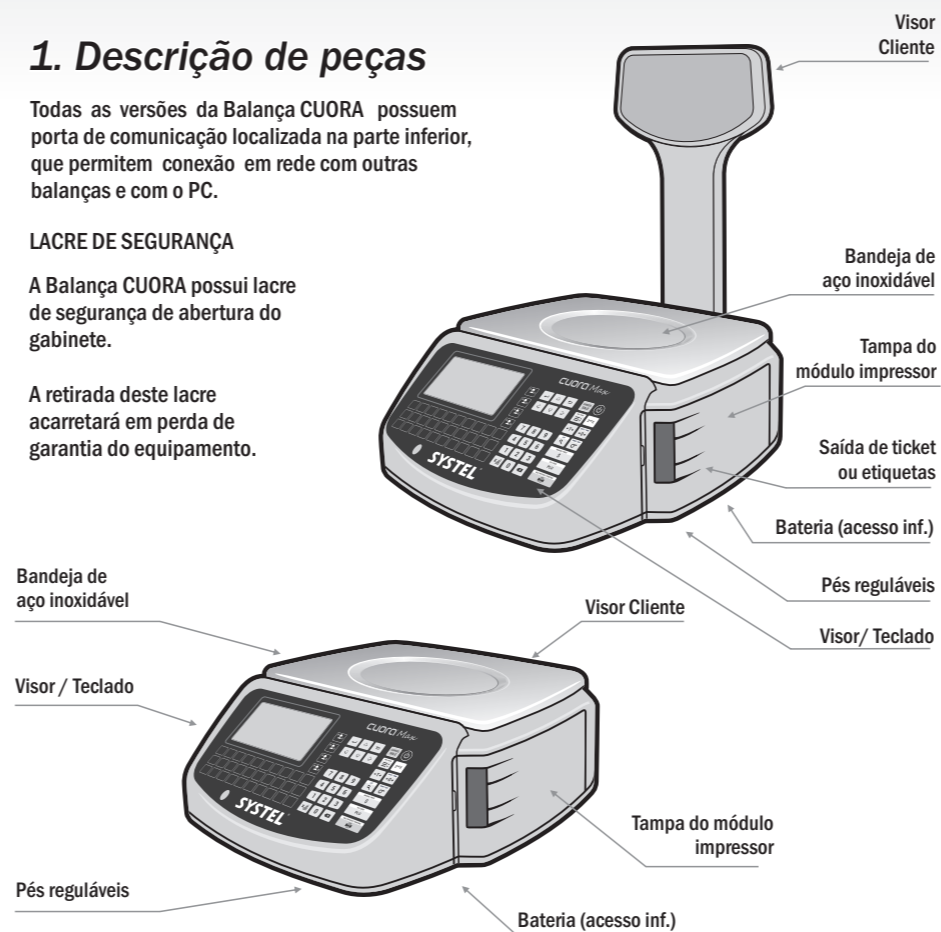 1. Descrição de peças
Todas as versões da Balança CUORA possuem
porta de comunicação localizada na parte inferior,
que permitem conexão em rede com outras
balanças e com o PC.
LACRE DE SEGURANÇA
A Balança CUORA possui lacre
de segurança de abertura do
gabinete.
A retirada deste lacre
acarretará em perda de
garantia do equipamento.
Visor
Cliente
Bandeja de
aço inoxidável
Tampa do
módulo impressor
Saída de ticket
ou etiquetas
Bateria (acesso inf.)
Pés reguláveis
Visor/ Teclado
cuora Max
SYSTEL
Bandeja de
aço inoxidável
Visor / Teclado
Visor Cliente
cuora Max
SYSTEL
Tampa do módulo
impressor
Pés reguláveis
Bateria (acesso inf.)